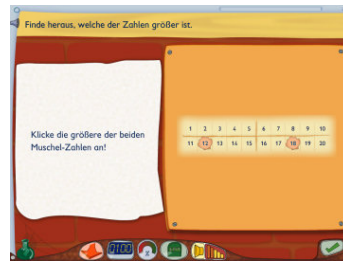 Finde heraus, welche der Zahlen größer ist.
Klicke die größere der beiden
Muschel-Zahlen an!
1 2 3 4 5 6 7 8 9 10
11 12 13 14 15 16 17 18 19 20
0100